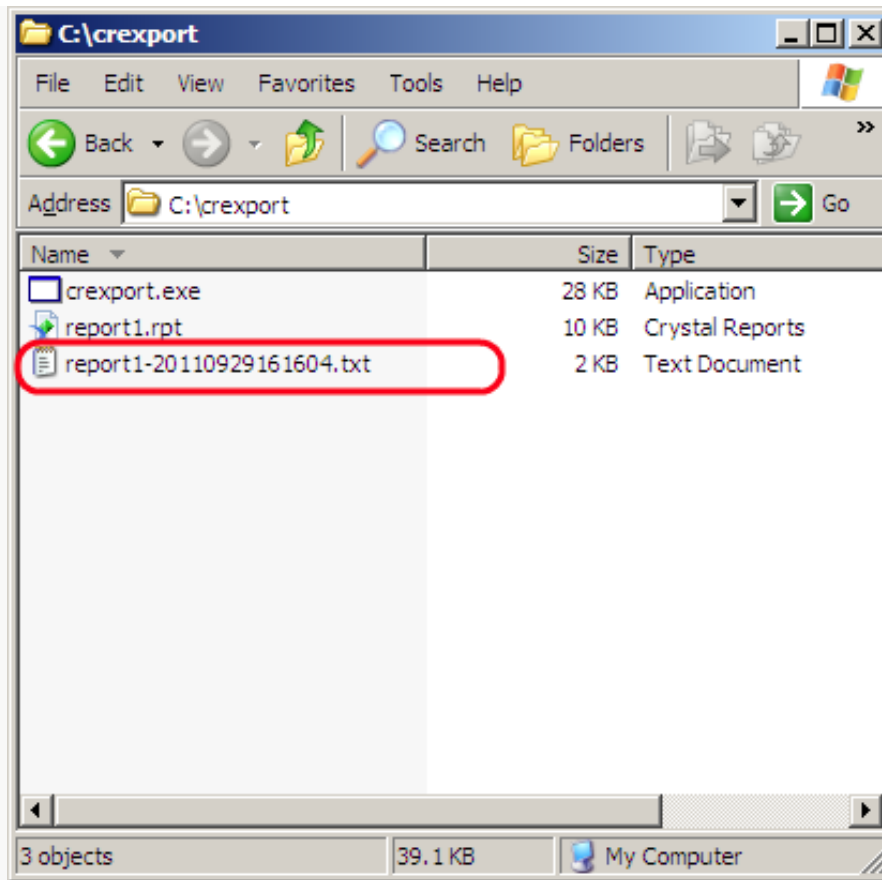 C:\crexport
File Edit View Favorites Tools Help
Back Search Folders »
Address C:\crexport Go
Name Size Type
crexport.exe 28 KB Application
report1.rpt 10 KB Crystal Reports
report1-20110929161604.txt 2 KB Text Document
3 objects 39.1 KB My Computer